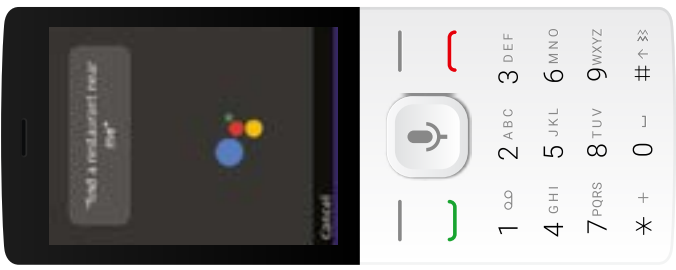 "find a restaurant near
me"
Cancel
1
2 ABC
3 DEF
4 GHI
5 JKL
6 MNO
7 PQRS
8 TUV
9 WXYZ
* +
0
#